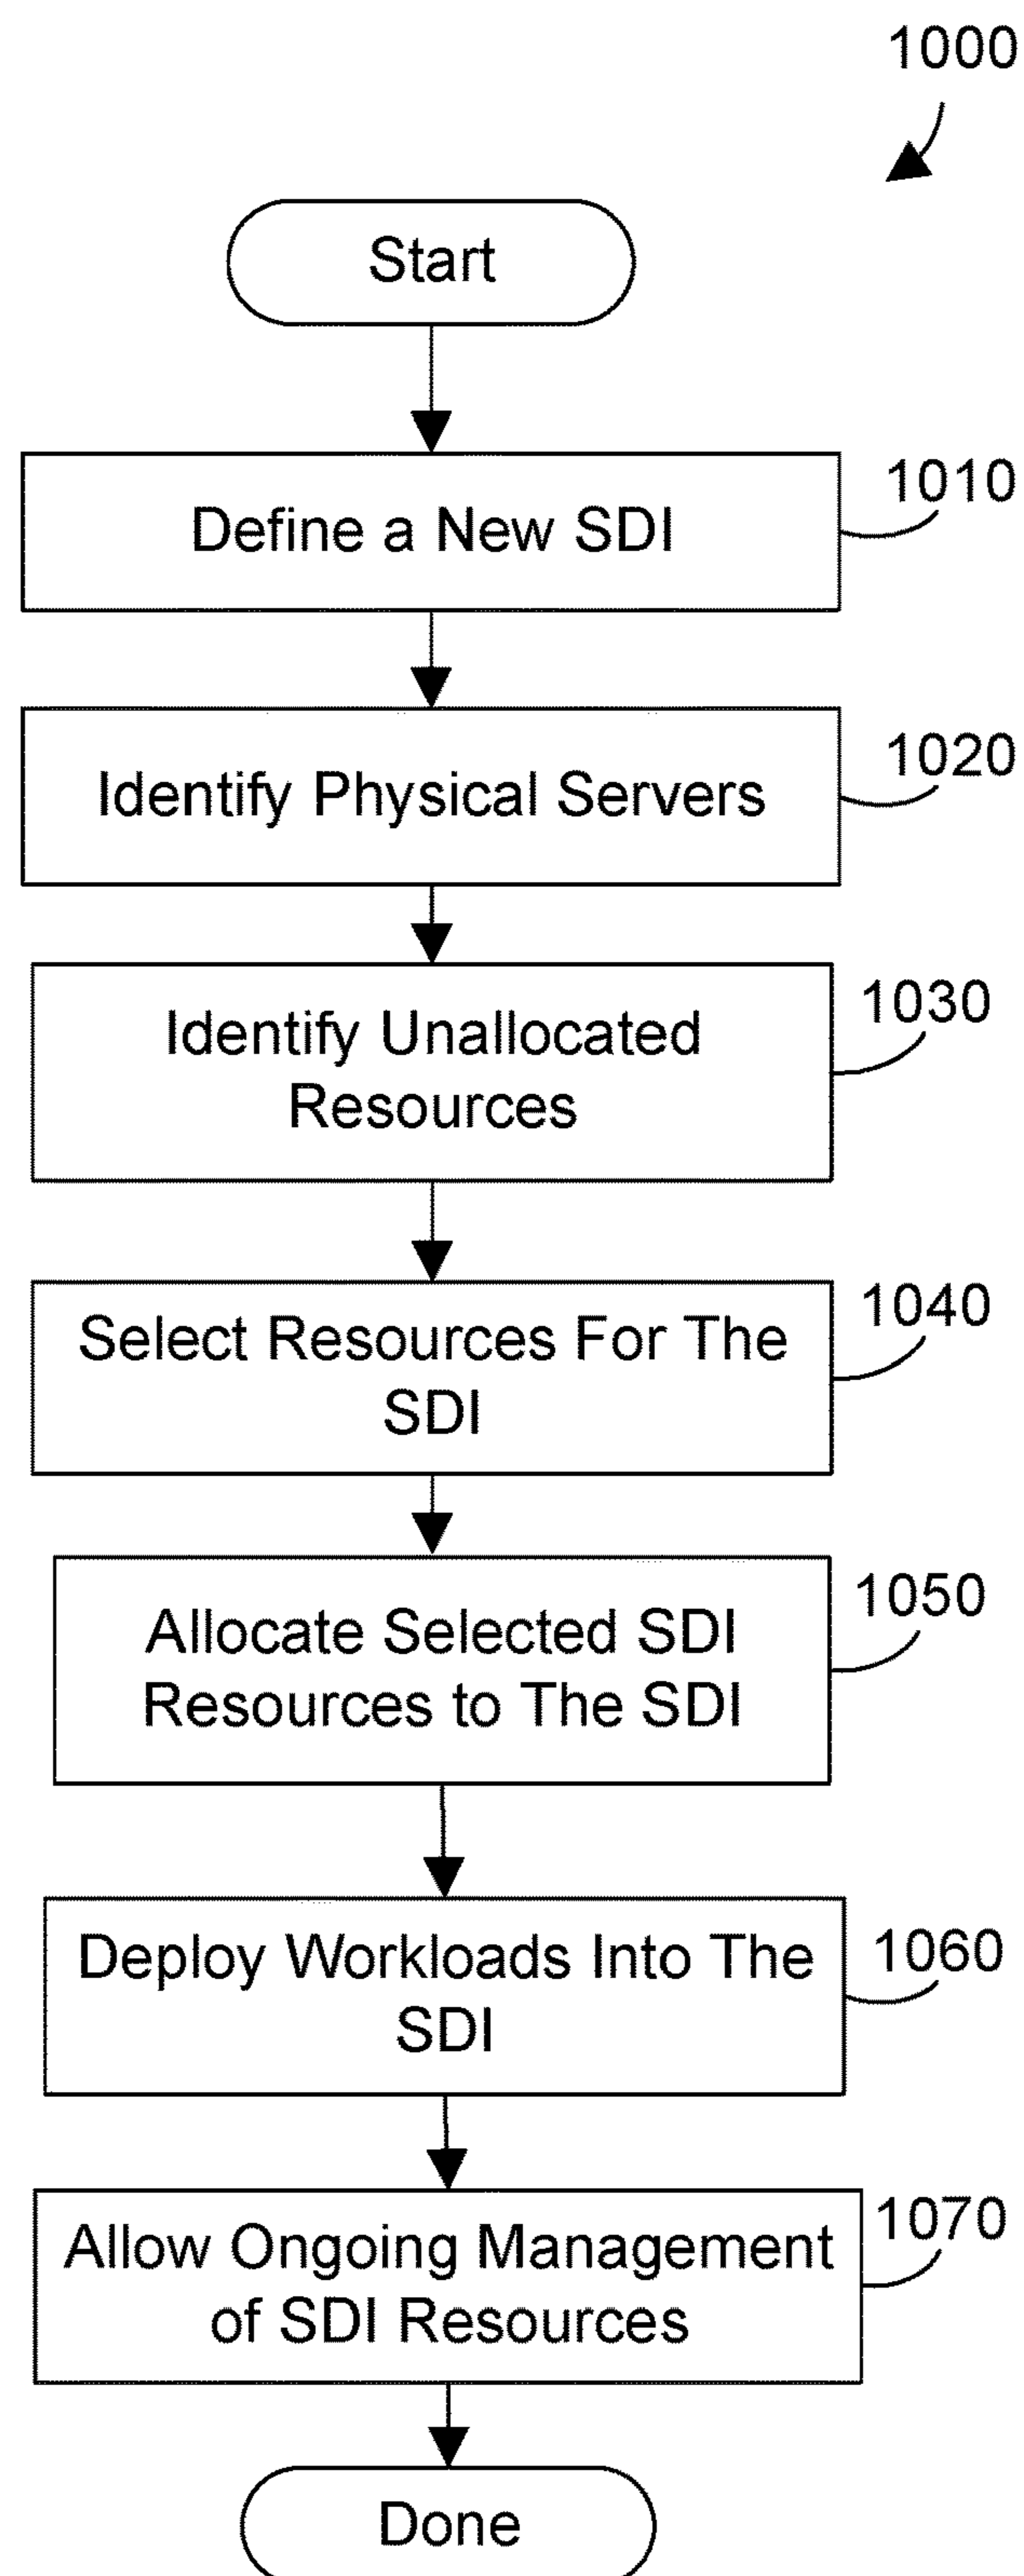 1000
Start
Define a New SDI
1010
Identify Physical Servers
1020
Identify Unallocated
Resources
1030
Select Resources For The
SDI
1040
Allocate Selected SDI
Resources to The SDI
1050
Deploy Workloads Into The
SDI
1060
Allow Ongoing Management
of SDI Resources
1070
Done